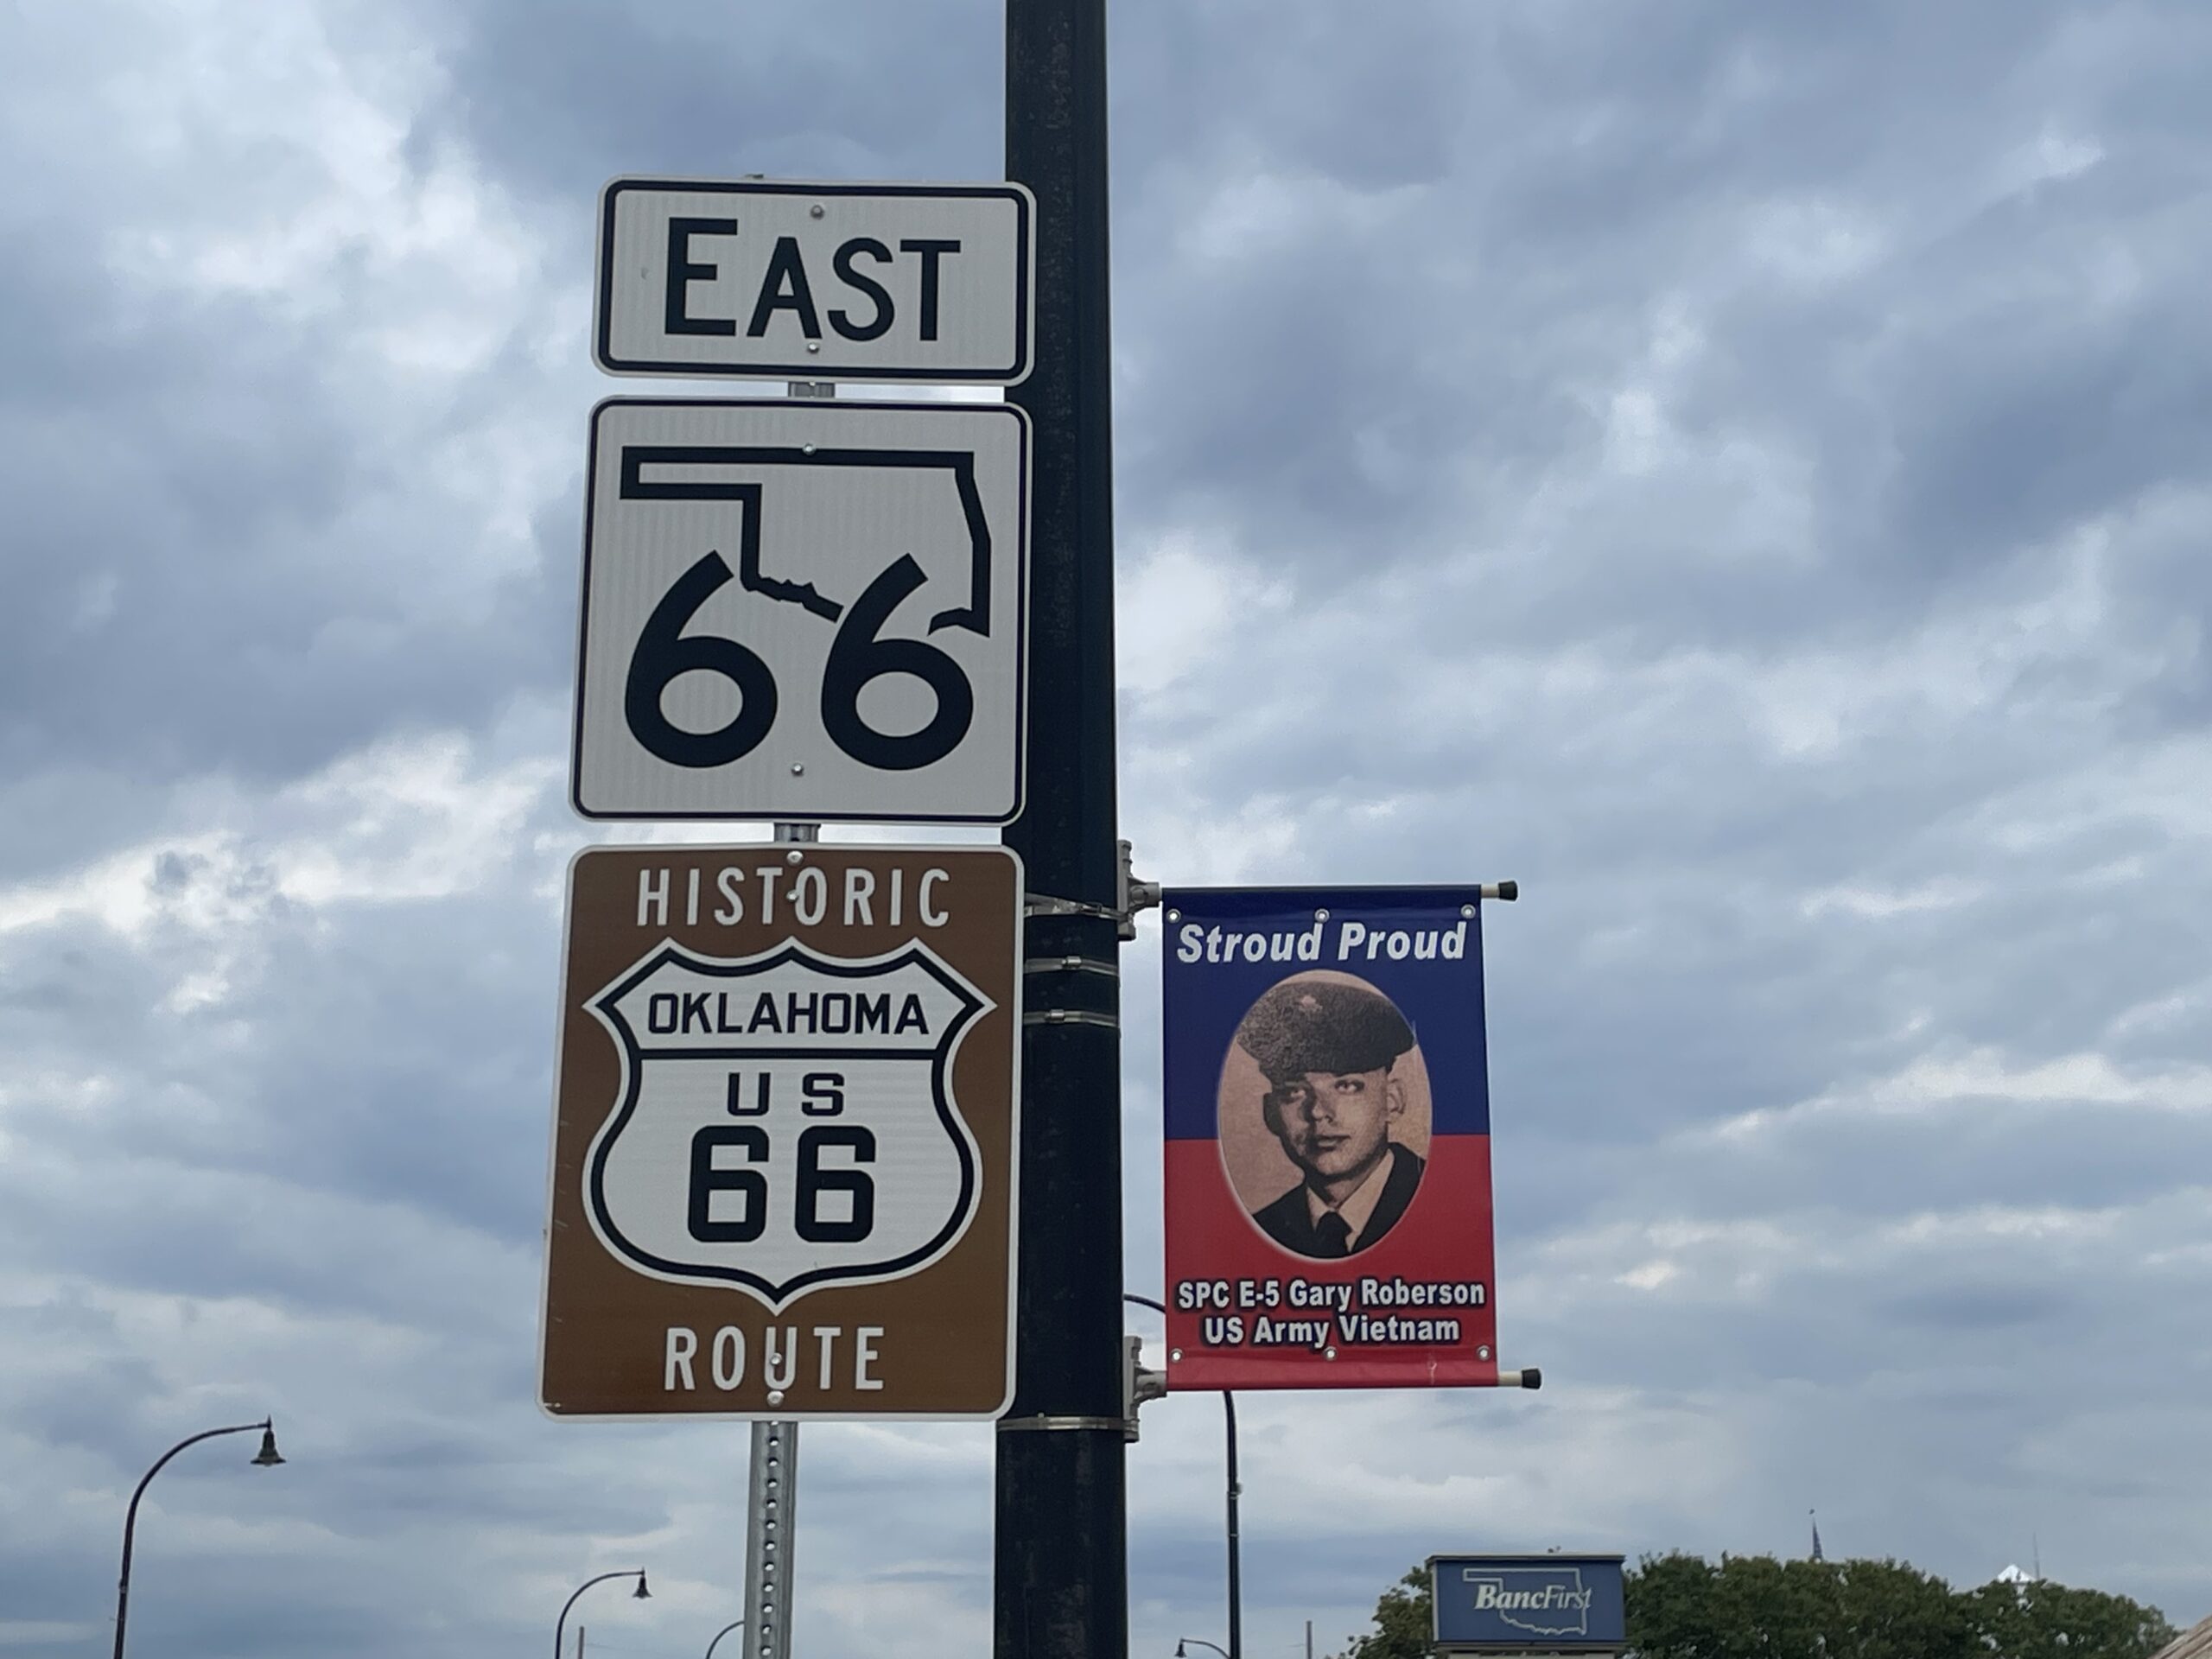 EAST
66
HISTORIC
OKLAHOMA
US
66
ROUTE
Stroud Proud
SPC E-5 Gary Roberson
US Army Vietnam
BancFirst